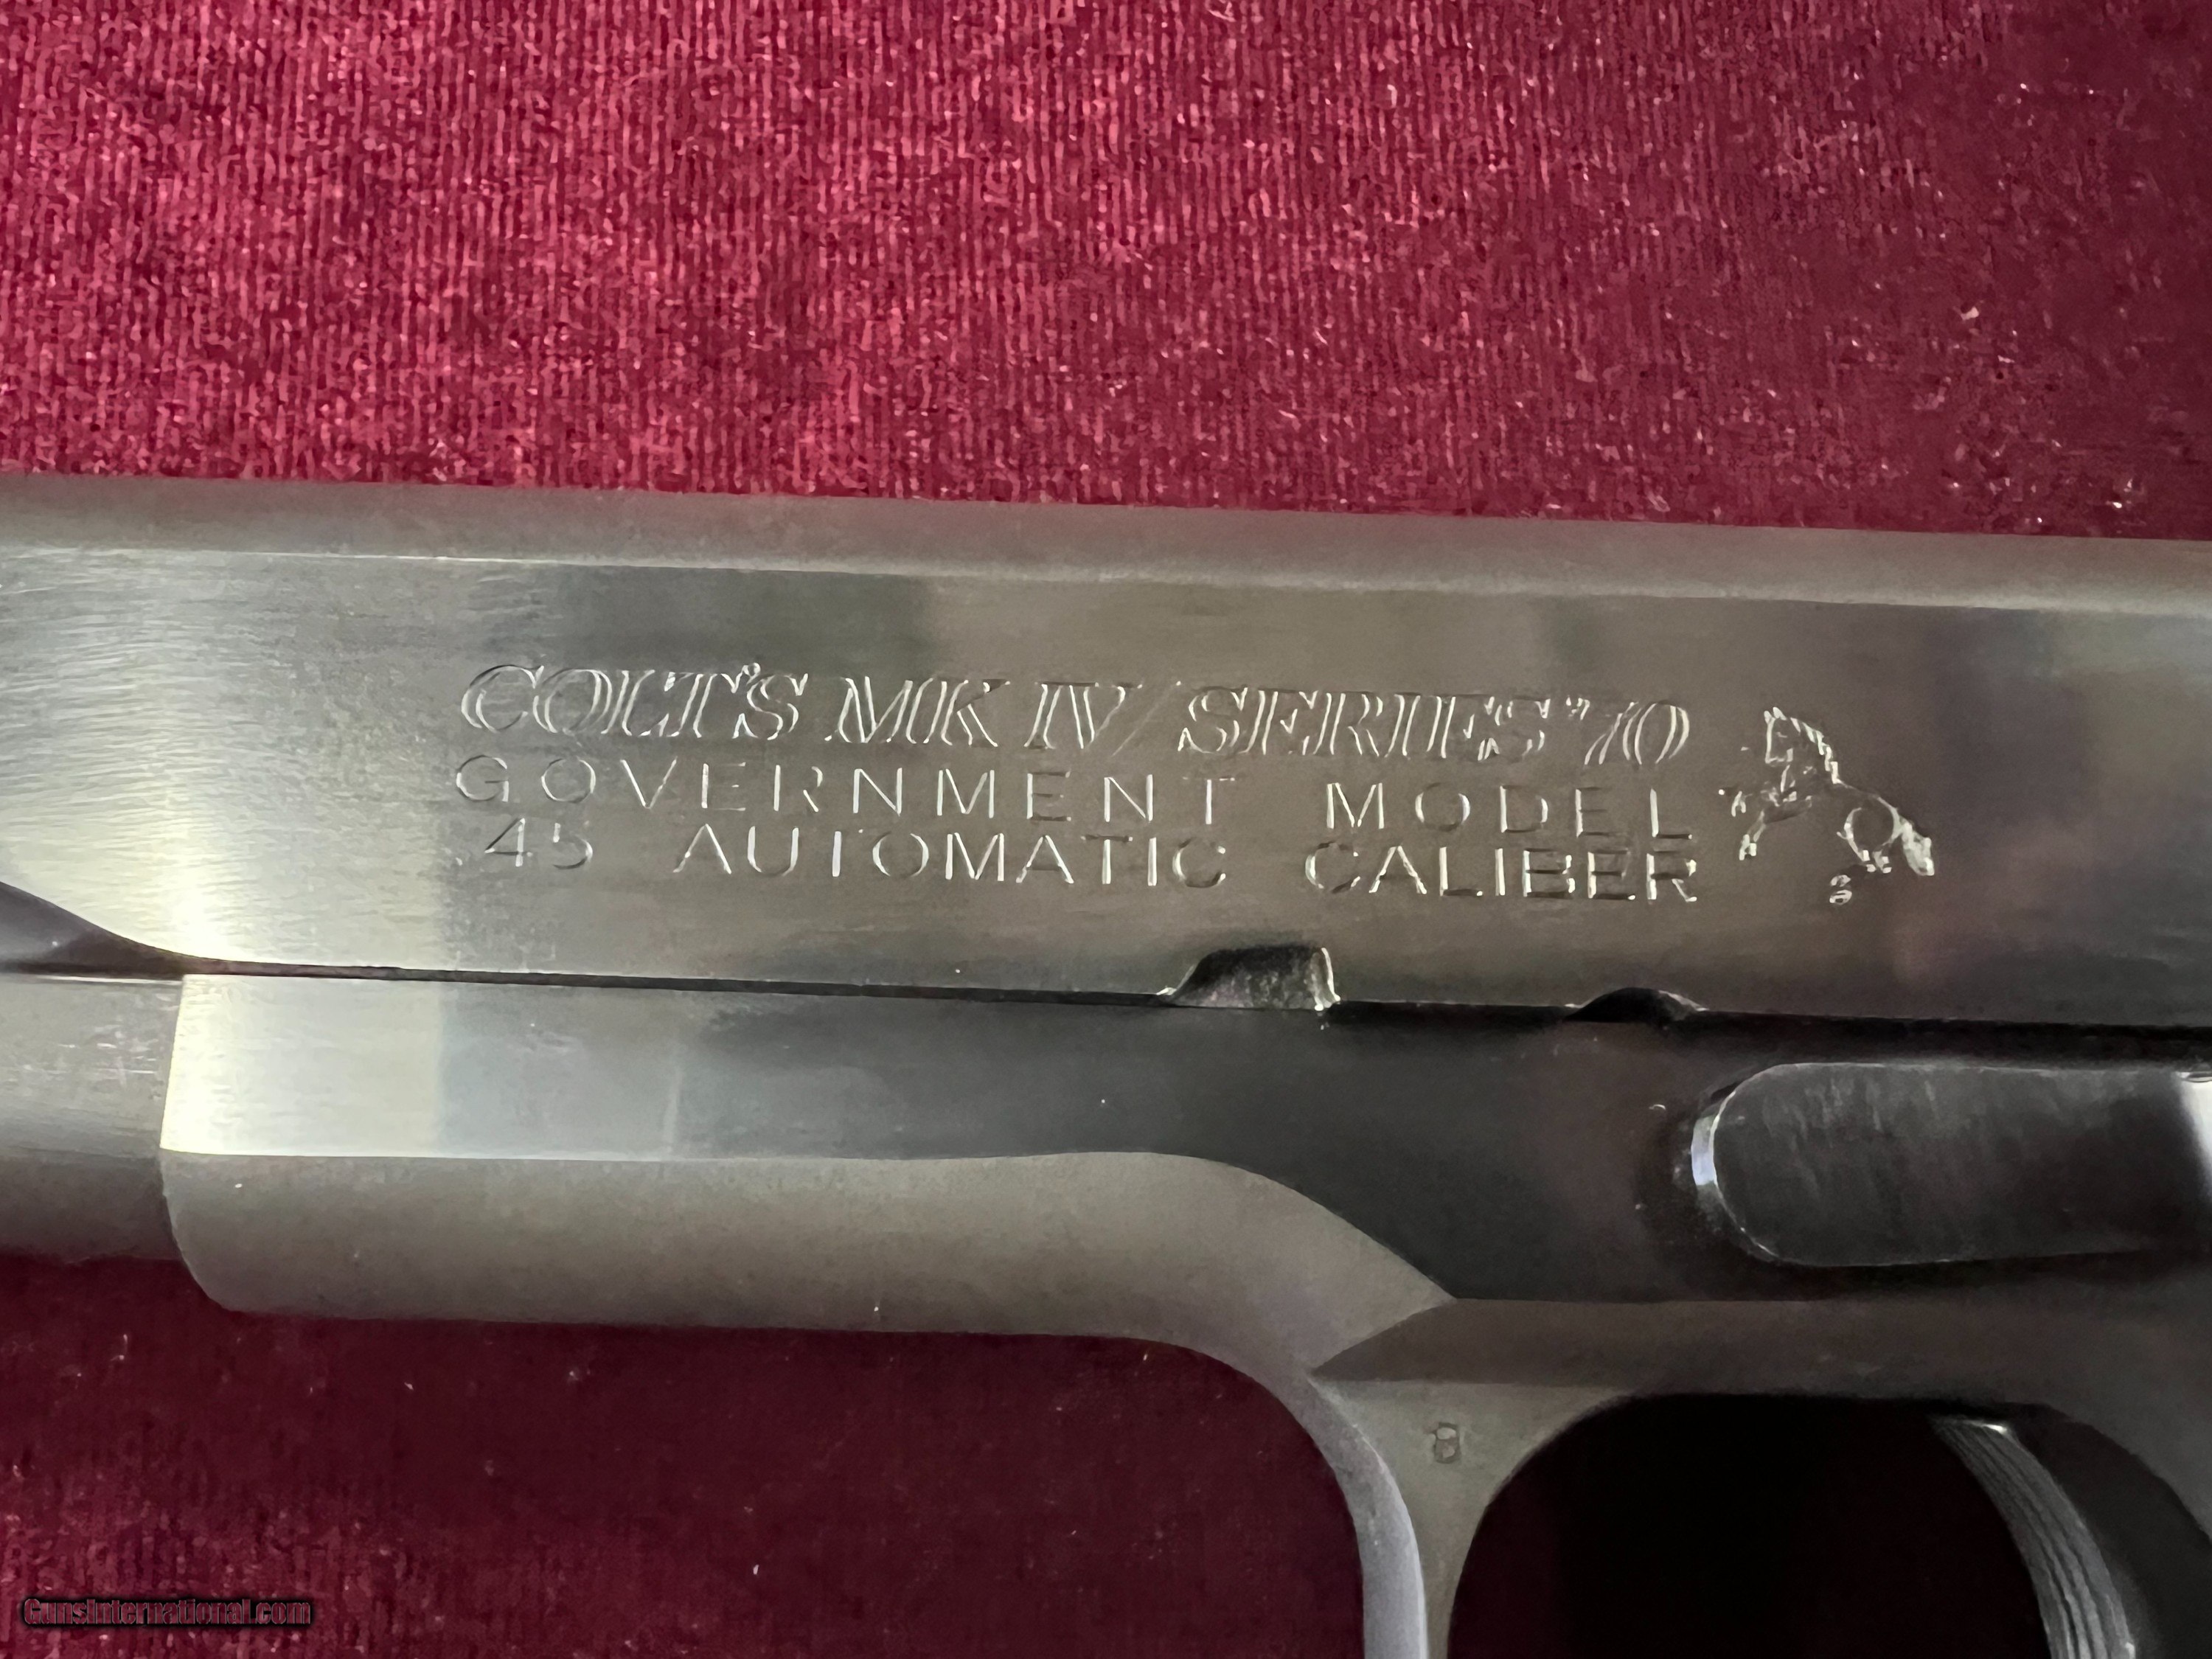 COLT'S MK IV / SERIES '70
GOVERNMENT MODEL
.45 AUTOMATIC CALIBER
GunsInternational.com